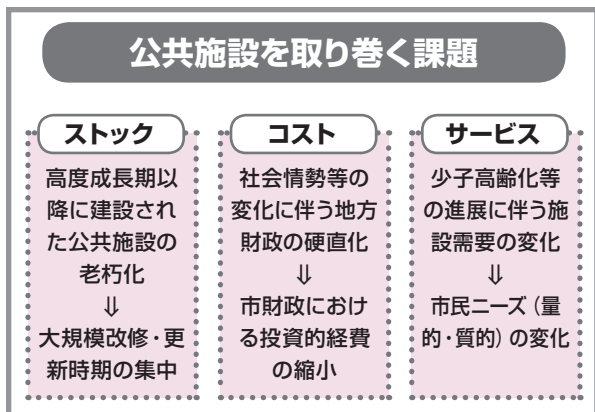 公共施設を取り巻く課題
ストック
高度成長期以
降に建設され
た公共施設の
老朽化
⇓
大規模改修・更
新時期の集中
コスト
社会情勢等の
変化に伴う地方
財政の硬直化
⇓
市財政におけ
る投資的経費
の縮小
サービス
少子高齢化等
の進展に伴う施
設需要の変化
⇓
市民ニーズ（量
的・質的）の変化